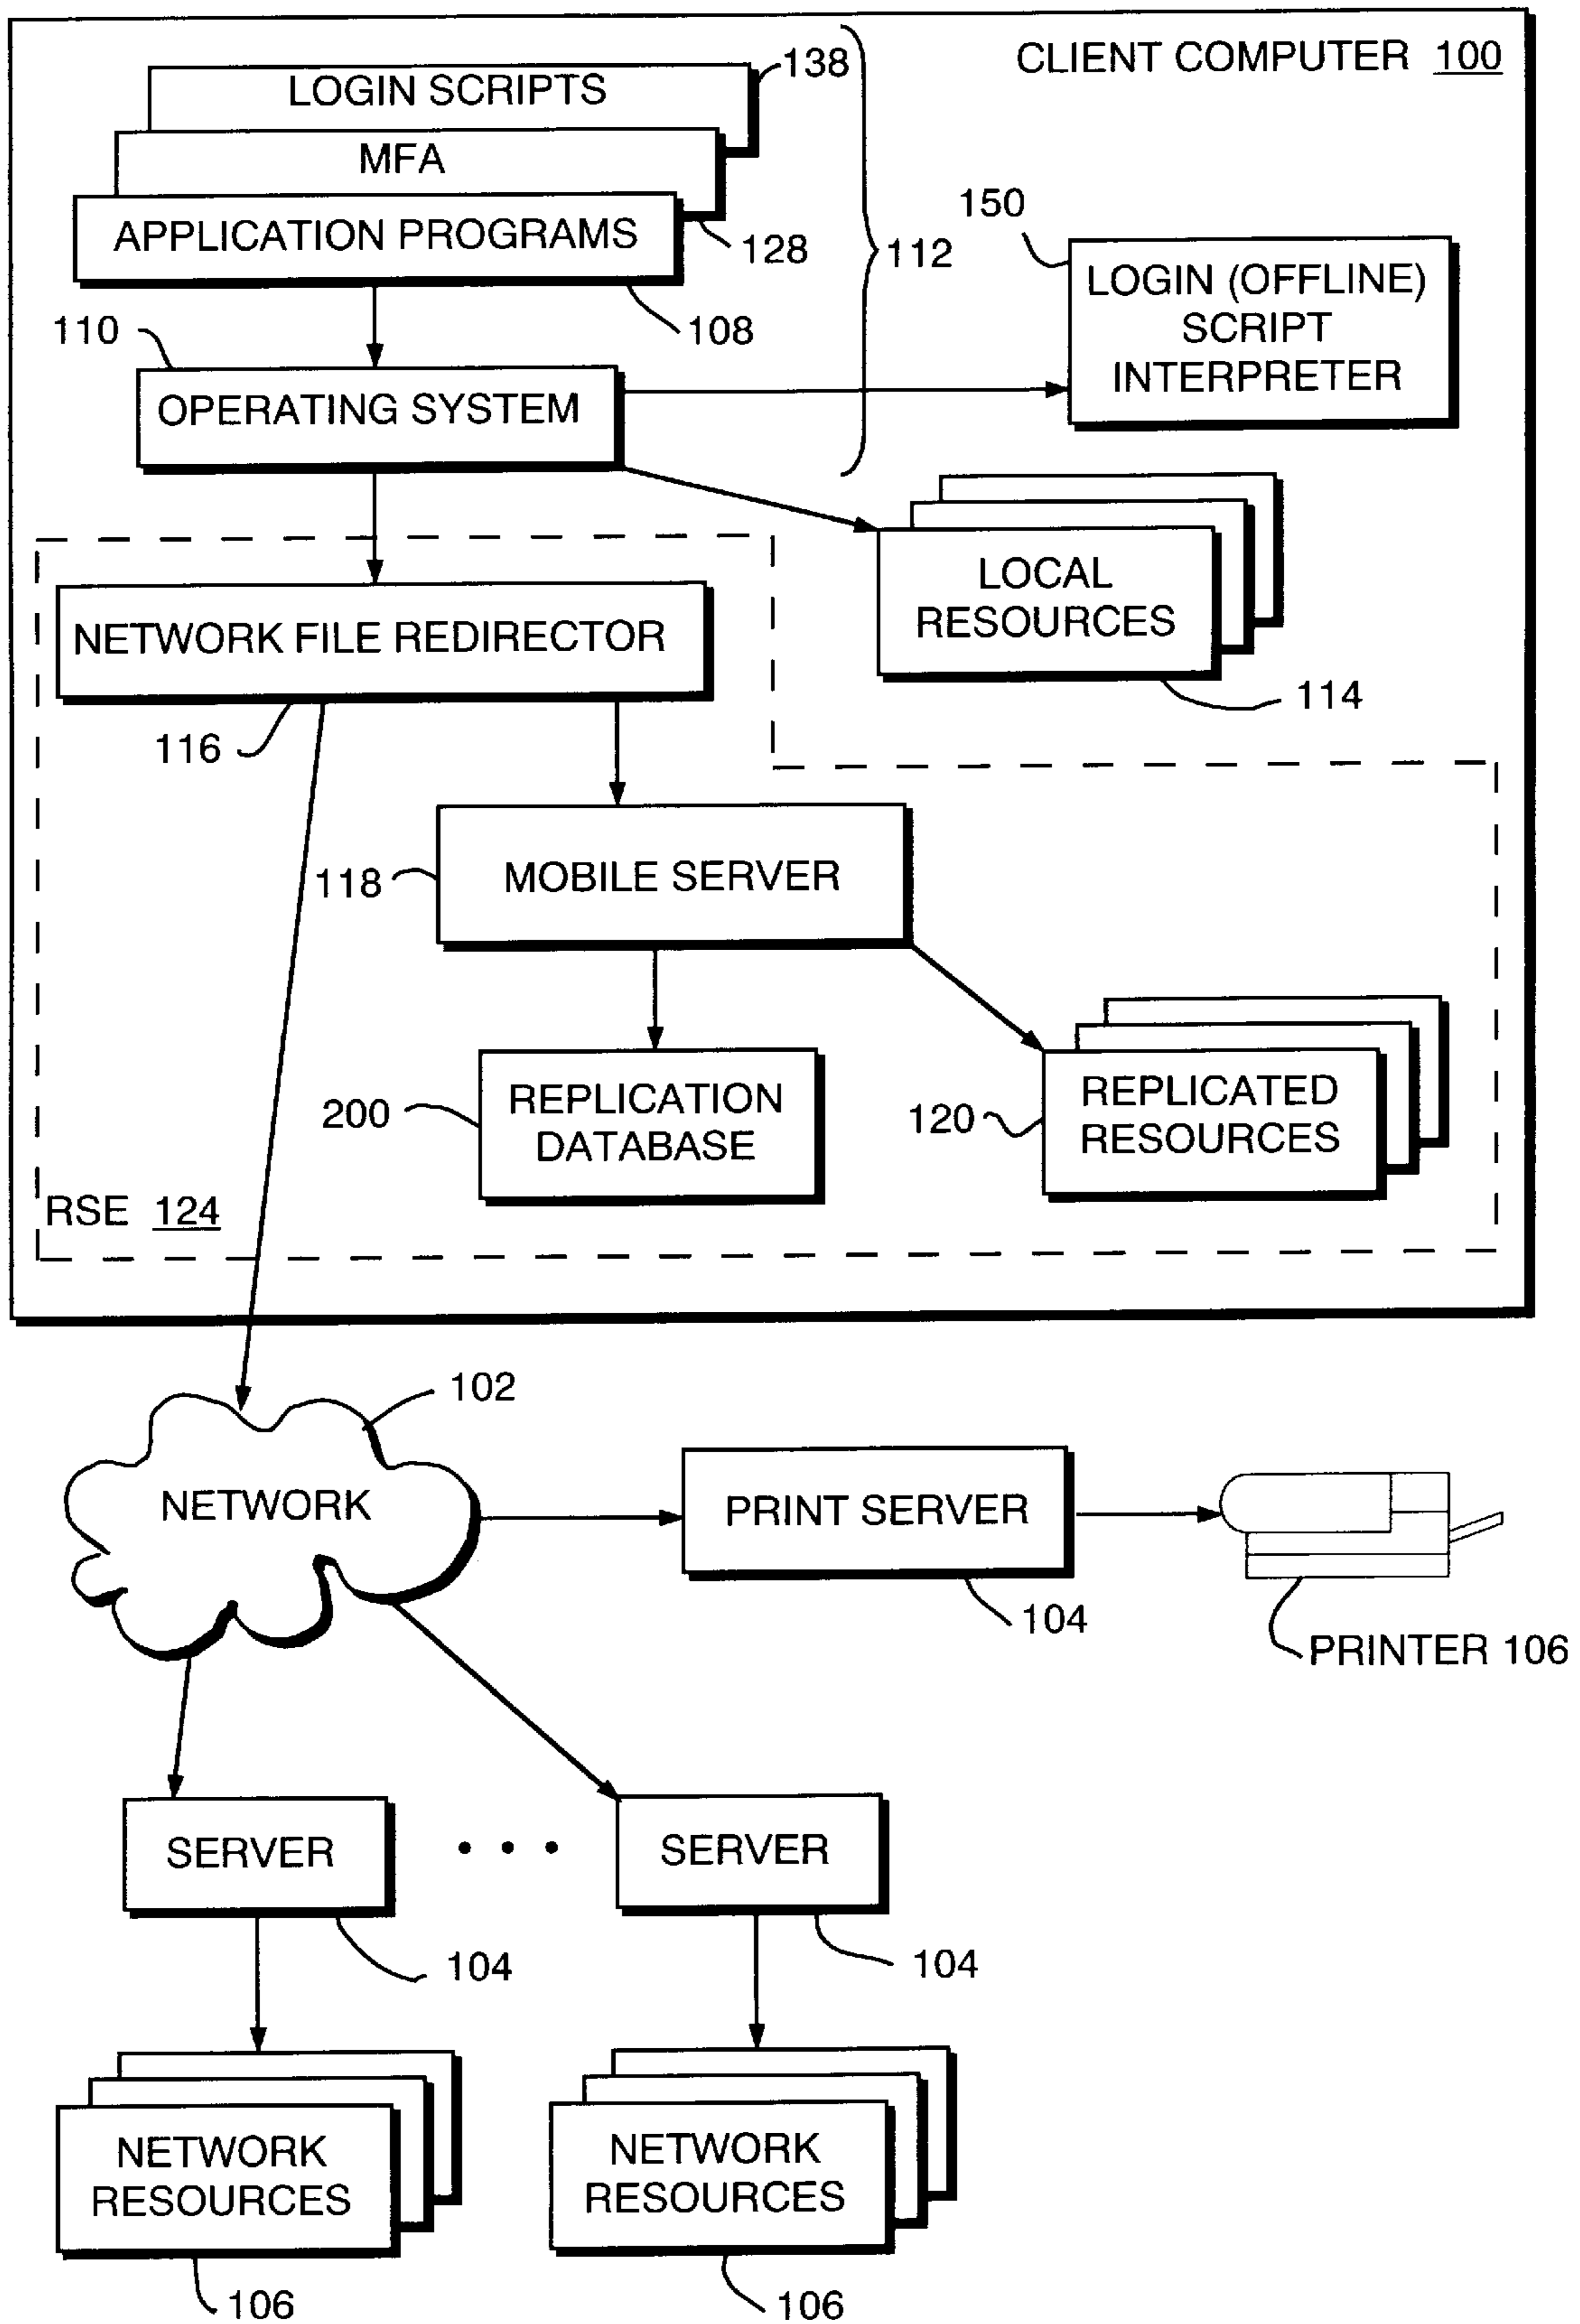 CLIENT COMPUTER 100
LOGIN SCRIPTS
138
MFA
APPLICATION PROGRAMS
128
108
112
150
LOGIN (OFFLINE)
SCRIPT
INTERPRETER
110
OPERATING SYSTEM
LOCAL
RESOURCES
114
NETWORK FILE REDIRECTOR
116
118
MOBILE SERVER
200
REPLICATION
DATABASE
120
REPLICATED
RESOURCES
RSE 124
102
NETWORK
PRINT SERVER
104
PRINTER 106
SERVER
104
• • •
SERVER
104
NETWORK
RESOURCES
106
NETWORK
RESOURCES
106